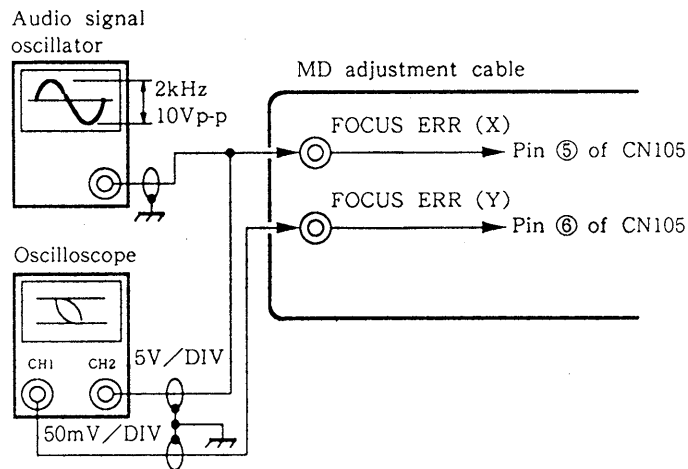 Audio signal
oscillator
2kHz
10Vp-p
MD adjustment cable
FOCUS ERR (X)
Pin ⑤ of CN105
FOCUS ERR (Y)
Pin ⑥ of CN105
Oscilloscope
CH1
CH2
5V/DIV
50mV/DIV